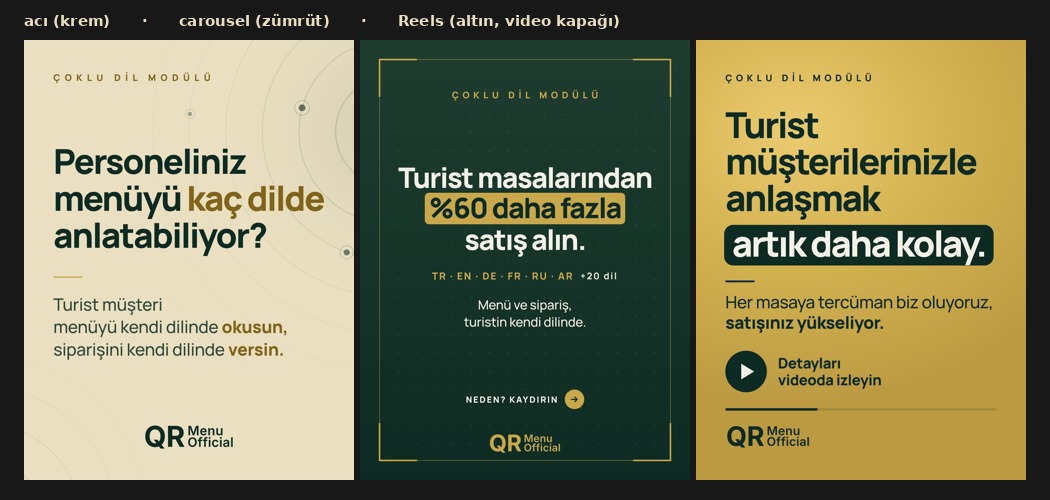 acı (krem) · carousel (zümrüt) · Reels (altın, video kapağı)
ÇOKLU DİL MODÜLÜ
Personeliniz
menüyü kaç dilde
anlatabiliyor?
Turist müşteri
menüyü kendi dilinde okusun,
siparişini kendi dilinde versin.
QR Menu
Official
ÇOKLU DİL MODÜLÜ
Turist masalarından
%60 daha fazla
satış alın.
TR · EN · DE · FR · RU · AR +20 dil
Menü ve sipariş,
turistin kendi dilinde.
NEDEN? KAYDIRIN
QR Menu
Official
ÇOKLU DİL MODÜLÜ
Turist
müşterilerinizle
anlaşmak
artık daha kolay.
Her masaya tercüman biz oluyoruz,
satışınız yükseliyor.
Detayları
videoda izleyin
QR Menu
Official